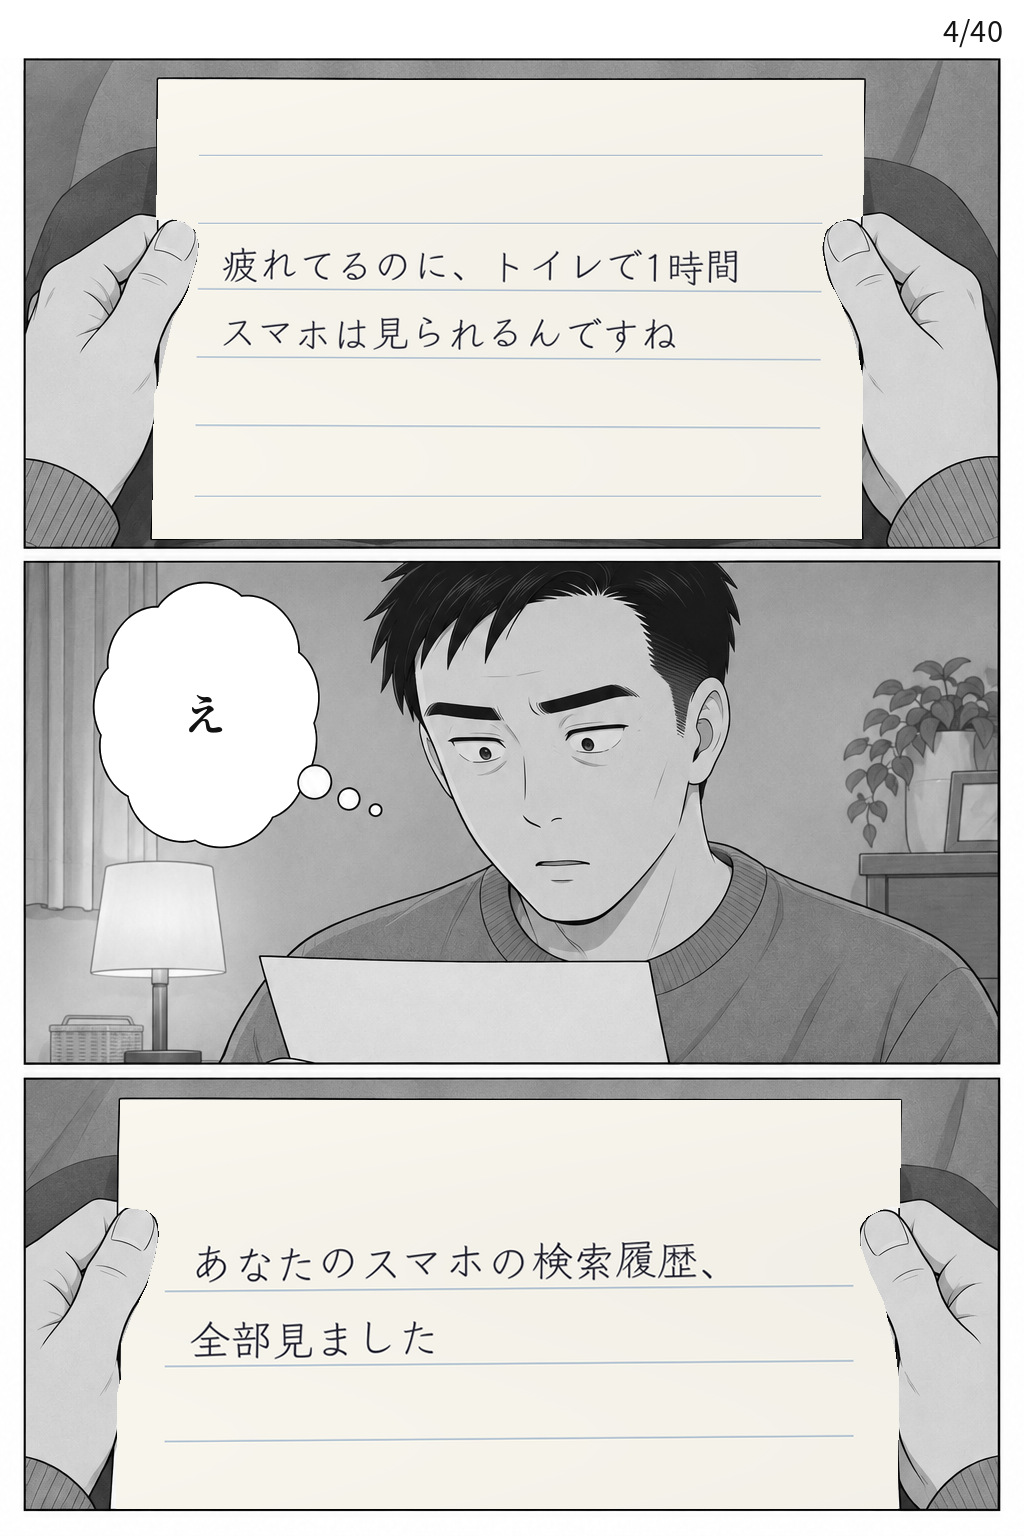 4/40
疲れてるのに、トイレで1時間
スマホは見られるんですね
え
あなたのスマホの検索履歴、
全部見ました